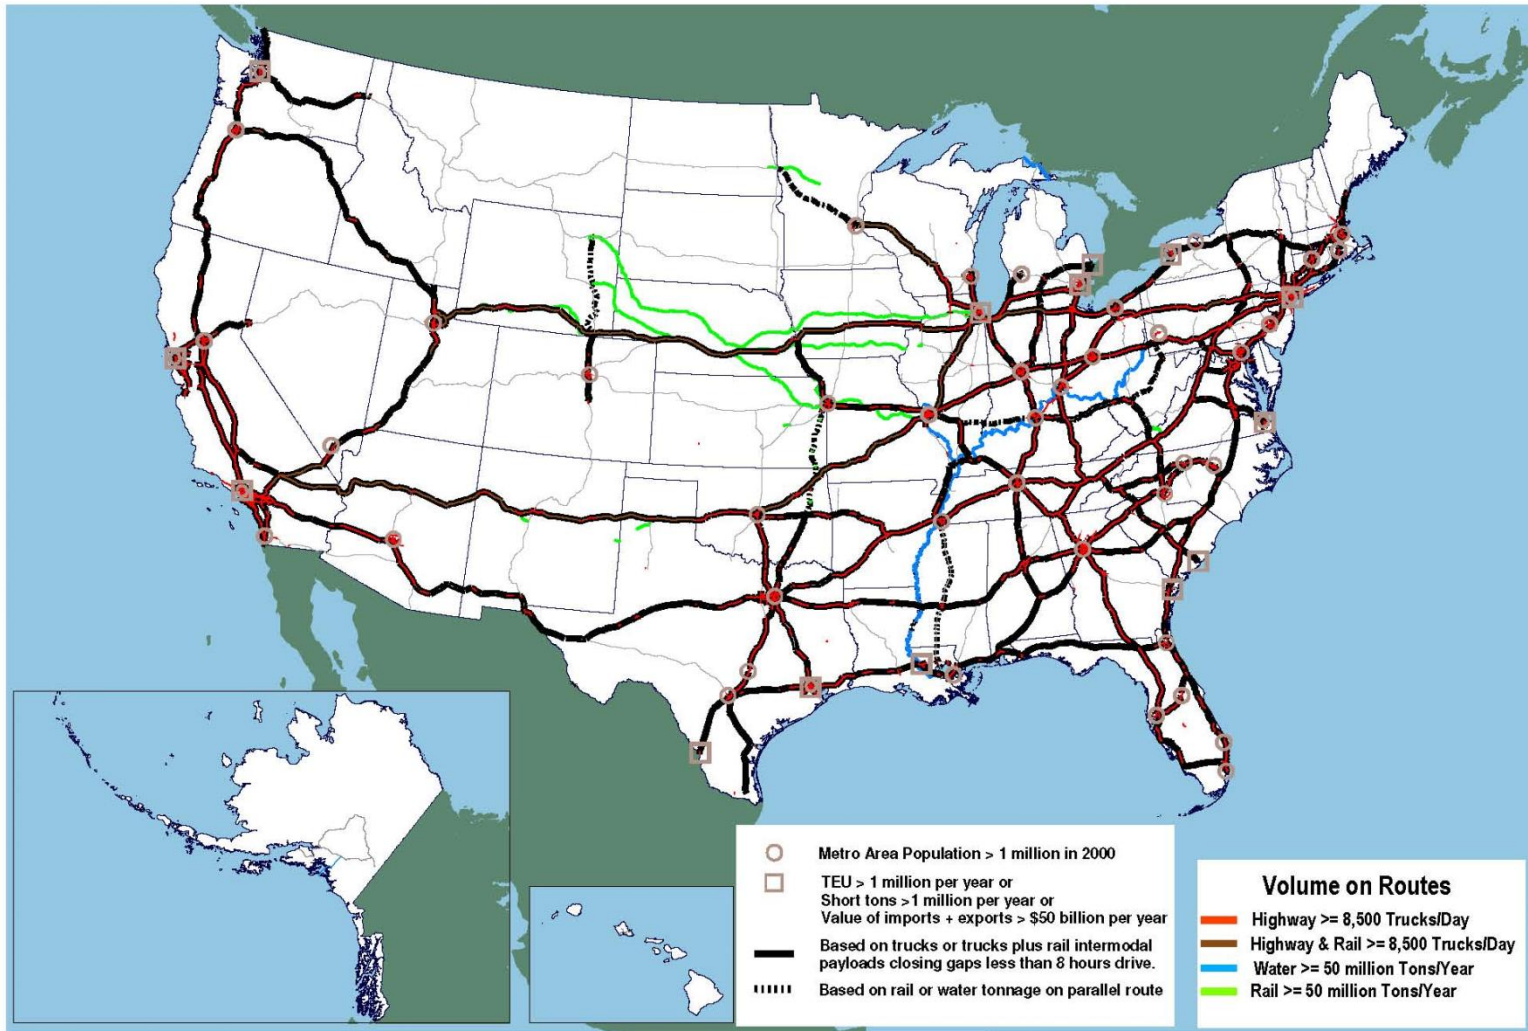 Metro Area Population > 1 million in 2000
TEU > 1 million per year or
Short tons >1 million per year or
Value of imports + exports > $50 billion per year
Based on trucks or trucks plus rail intermodal
payloads closing gaps less than 8 hours drive.
Based on rail or water tonnage on parallel route
Volume on Routes
Highway >= 8,500 Trucks/Day
Highway & Rail >= 8,500 Trucks/Day
Water >= 50 million Tons/Year
Rail >= 50 million Tons/Year